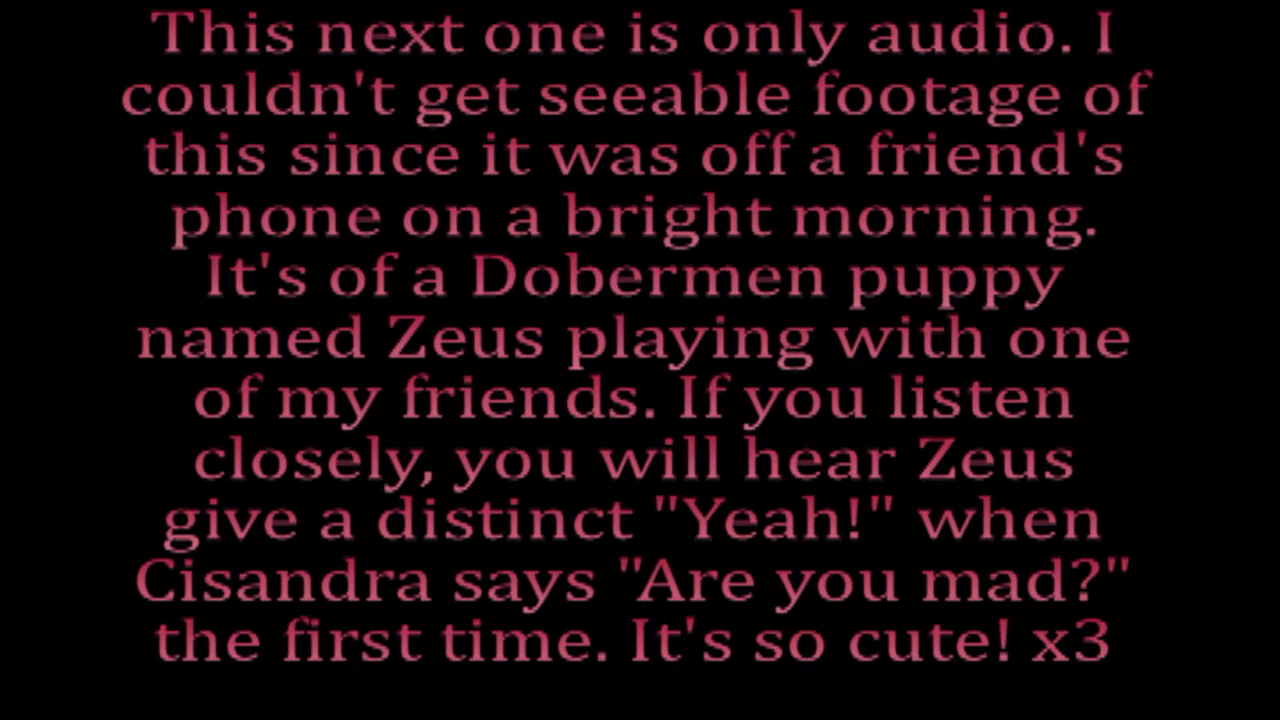 This next one is only audio. I
couldn't get seeable footage of
this since it was off a friend's
phone on a bright morning.
It's of a Dobermen puppy
named Zeus playing with one
of my friends. If you listen
closely, you will hear Zeus
give a distinct "Yeah!" when
Cisandra says "Are you mad?"
the first time. It's so cute! x3